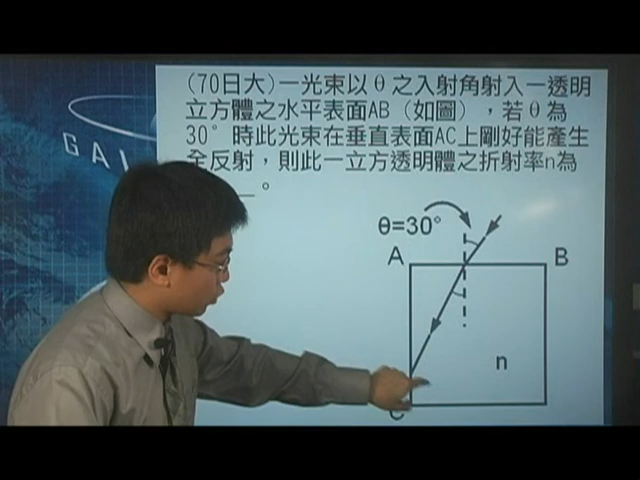 (70日大)一光束以θ之入射角射入一透明
立方體之水平表面AB（如圖），若θ為
30°時此光束在垂直表面AC上剛好能產生
全反射，則此一立方透明體之折射率n為
____。
GAL
θ=30°
A
B
n
C